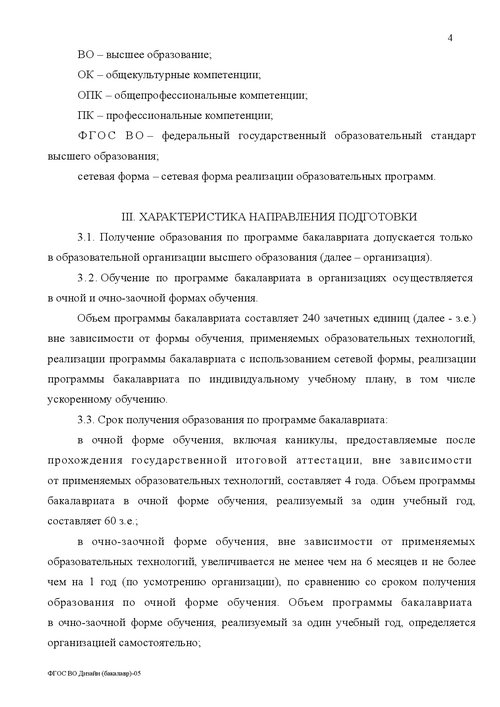 4
ВО – высшее образование;
ОК – общекультурные компетенции;
ОПК – общепрофессиональные компетенции;
ПК – профессиональные компетенции;
ФГОС ВО – федеральный государственный образовательный стандарт
высшего образования;
сетевая форма – сетевая форма реализации образовательных программ.
III. ХАРАКТЕРИСТИКА НАПРАВЛЕНИЯ ПОДГОТОВКИ
3.1. Получение образования по программе бакалавриата допускается только
в образовательной организации высшего образования (далее – организация).
3.2. Обучение по программе бакалавриата в организациях осуществляется
в очной и очно-заочной формах обучения.
Объем программы бакалавриата составляет 240 зачетных единиц (далее - з.е.)
вне зависимости от формы обучения, применяемых образовательных технологий,
реализации программы бакалавриата с использованием сетевой формы, реализации
программы бакалавриата по индивидуальному учебному плану, в том числе
ускоренному обучению.
3.3. Срок получения образования по программе бакалавриата:
в очной форме обучения, включая каникулы, предоставляемые после
прохождения государственной итоговой аттестации, вне зависимости
от применяемых образовательных технологий, составляет 4 года. Объем программы
бакалавриата в очной форме обучения, реализуемый за один учебный год,
составляет 60 з.е.;
в очно-заочной форме обучения, вне зависимости от применяемых
образовательных технологий, увеличивается не менее чем на 6 месяцев и не более
чем на 1 год (по усмотрению организации), по сравнению со сроком получения
образования по очной форме обучения. Объем программы бакалавриата
в очно-заочной форме обучения, реализуемый за один учебный год, определяется
организацией самостоятельно;
ФГОС ВО Дизайн (бакалавр)-05